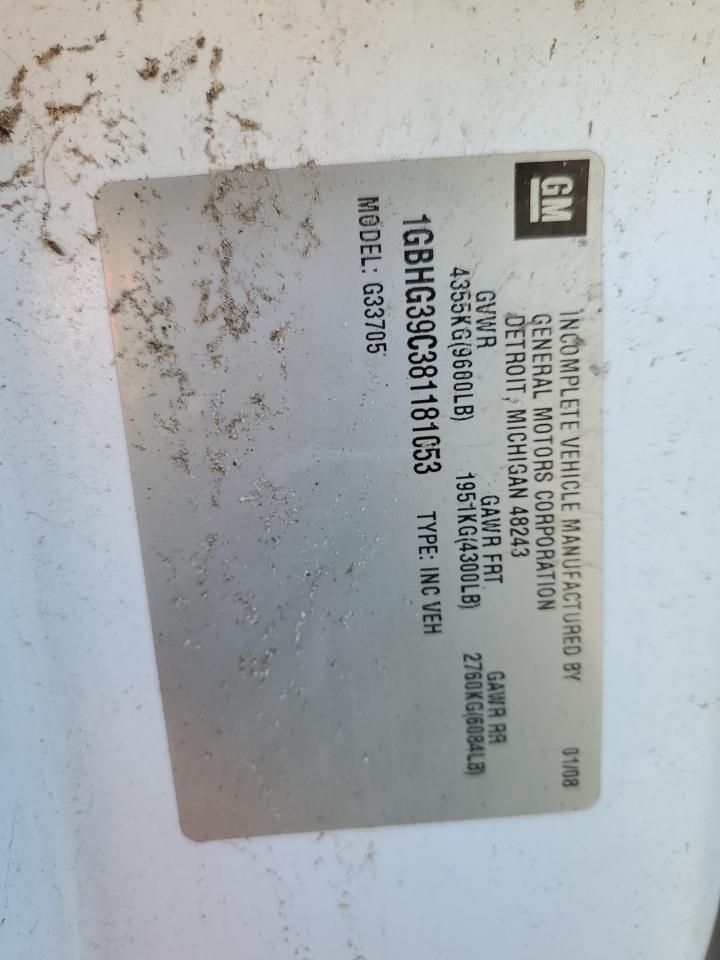 GM
INCOMPLETE VEHICLE MANUFACTURED BY 01/08
GENERAL MOTORS CORPORATION
DETROIT, MICHIGAN 48243
GVWR GAWR FRT GAWR RR
4355KG(9600LB) 1951KG(4300LB) 2760KG(6084LB)
1GBHG39C381181053 TYPE: INC VEH
MODEL: G33705